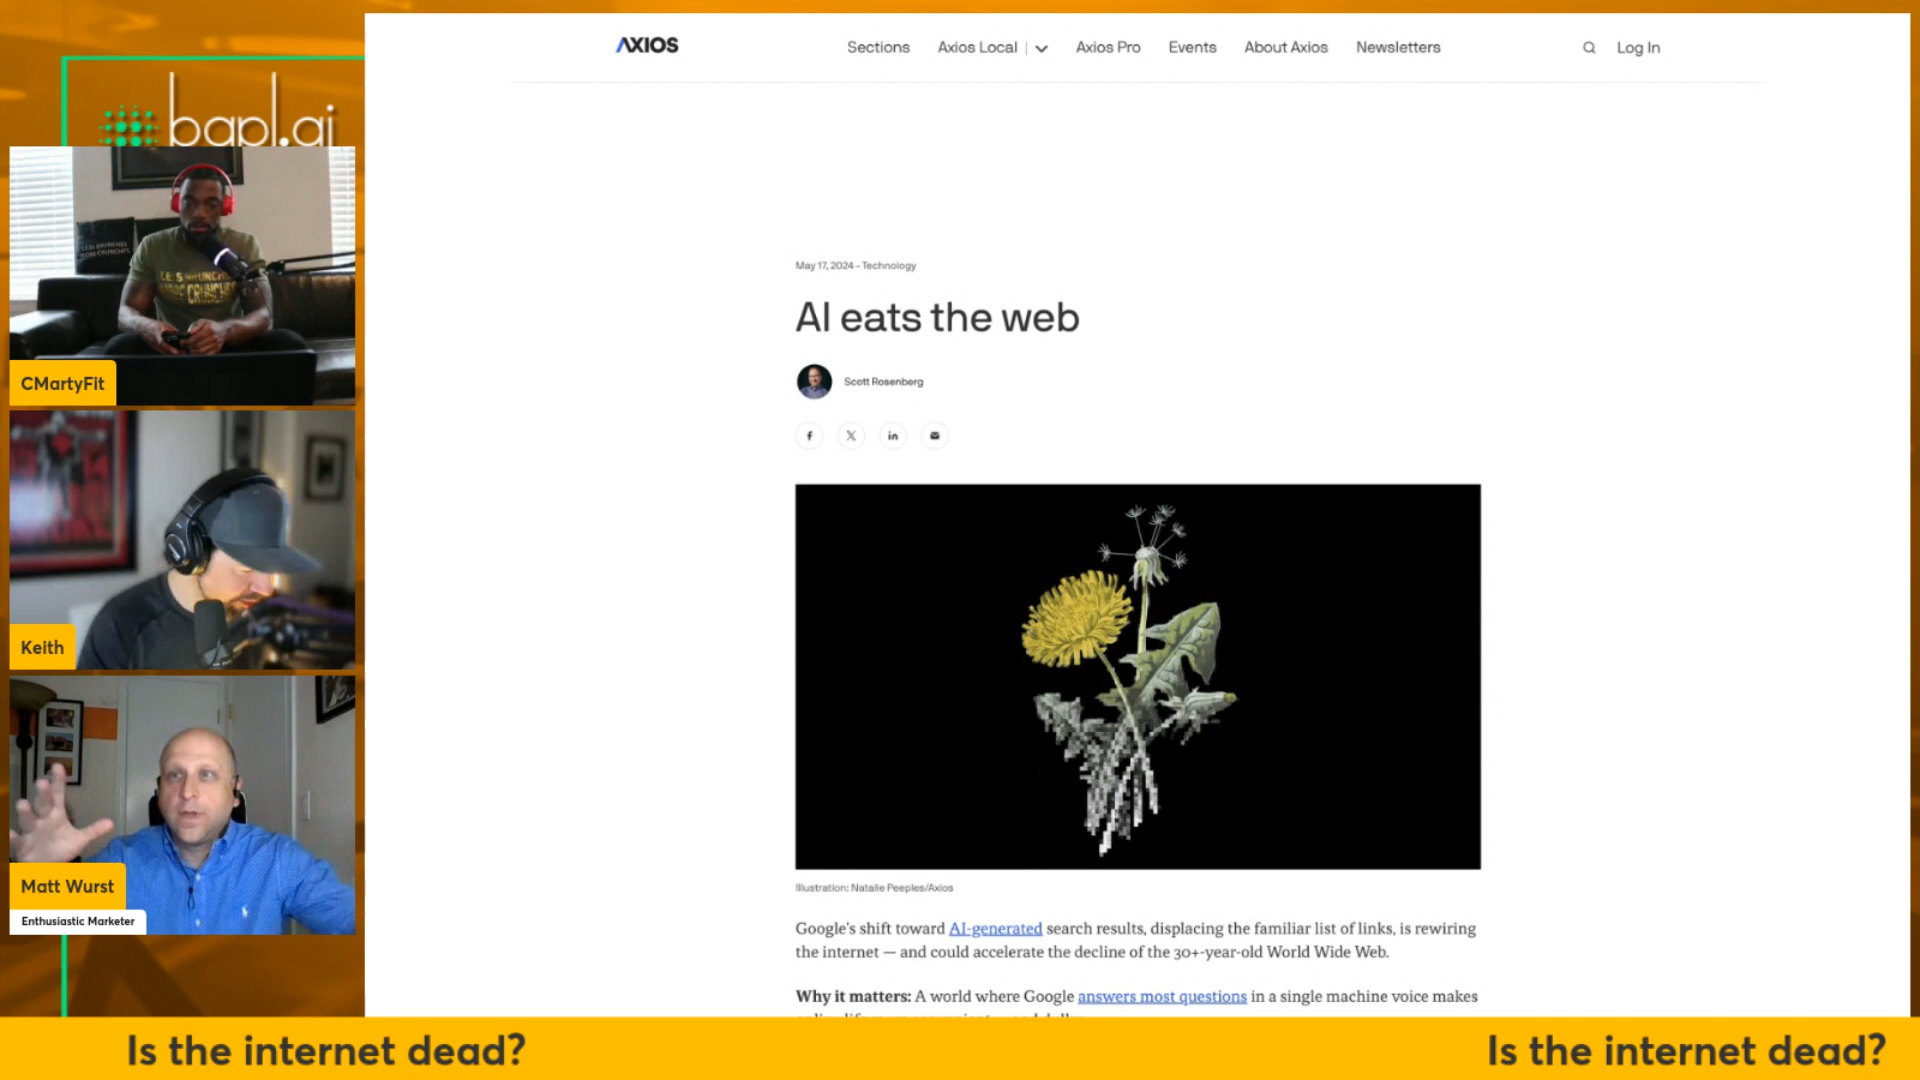 AXIOS
Sections
Axios Local
Axios Pro
Events
About Axios
Newsletters
Log In
bapl.ai
CMartyFit
Keith
Matt Wurst
Enthusiastic Marketer
May 17, 2024 - Technology
AI eats the web
Scott Rosenberg
Illustration: Natalie Peeples/Axios
Google's shift toward AI-generated search results, displacing the familiar list of links, is rewiring
the internet — and could accelerate the decline of the 30+-year-old World Wide Web.
Why it matters: A world where Google answers most questions in a single machine voice makes
Is the internet dead?
Is the internet dead?